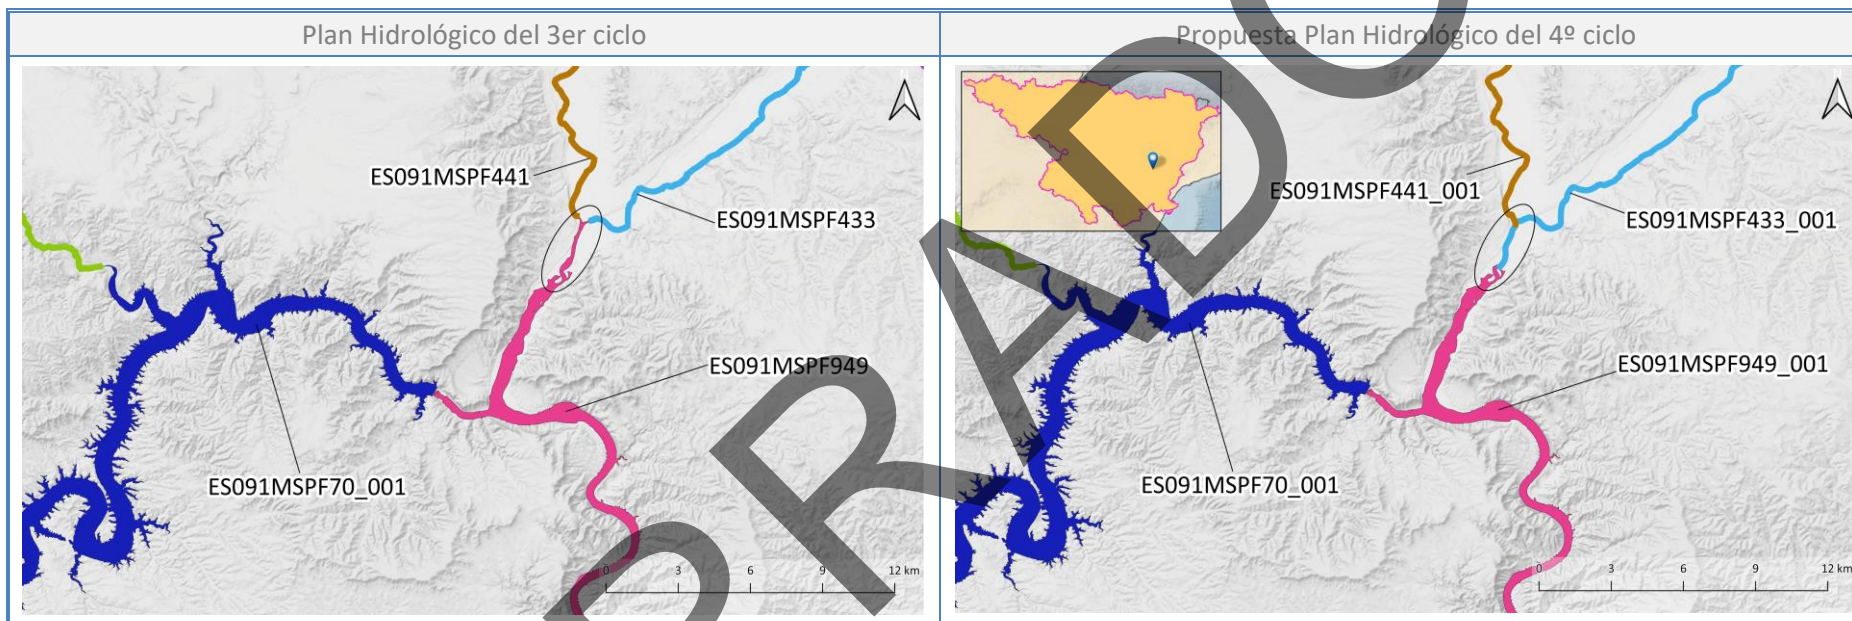 Plan Hidrológico del 3er ciclo
Propuesta Plan Hidrológico del 4º ciclo
ES091MSPF441
ES091MSPF433
ES091MSPF949
ES091MSPF70_001
0 3 6 9 12 km
ES091MSPF441_001
ES091MSPF433_001
ES091MSPF949_001
ES091MSPF70_001
0 3 6 9 12 km